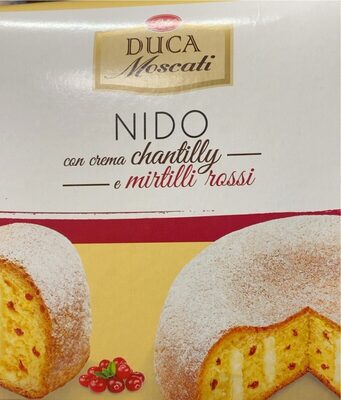 DUCA
Moscati
NIDO
con crema chantilly
e mirtilli rossi